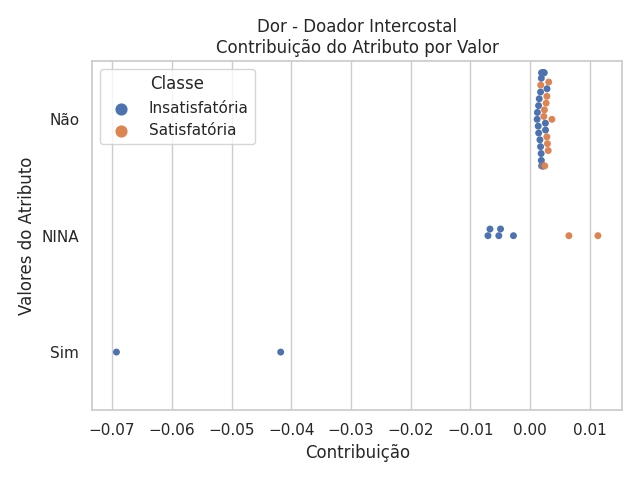 Dor - Doador Intercostal
Contribuição do Atributo por Valor
Classe
Insatisfatória
Satisfatória
Valores do Atributo
Não
NINA
Sim
−0.07 −0.06 −0.05 −0.04 −0.03 −0.02 −0.01 0.00 0.01
Contribuição